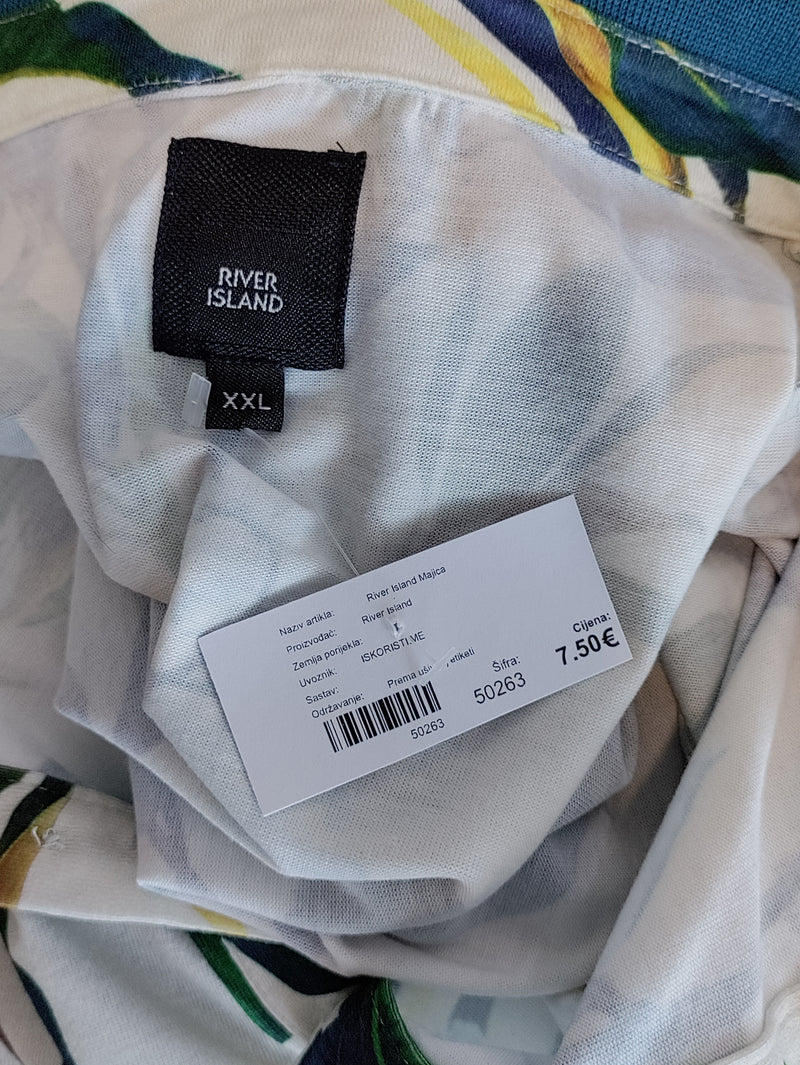 RIVER
ISLAND
XXL
Naziv artikla: River Island Majica
Proizvođač: River Island
Zemlja porijekla:
Uvoznik: ISKORISTI.ME
Sastav:
Održavanje: Prema etiketi
50263
Šifra:
50263
Cijena:
7.50€